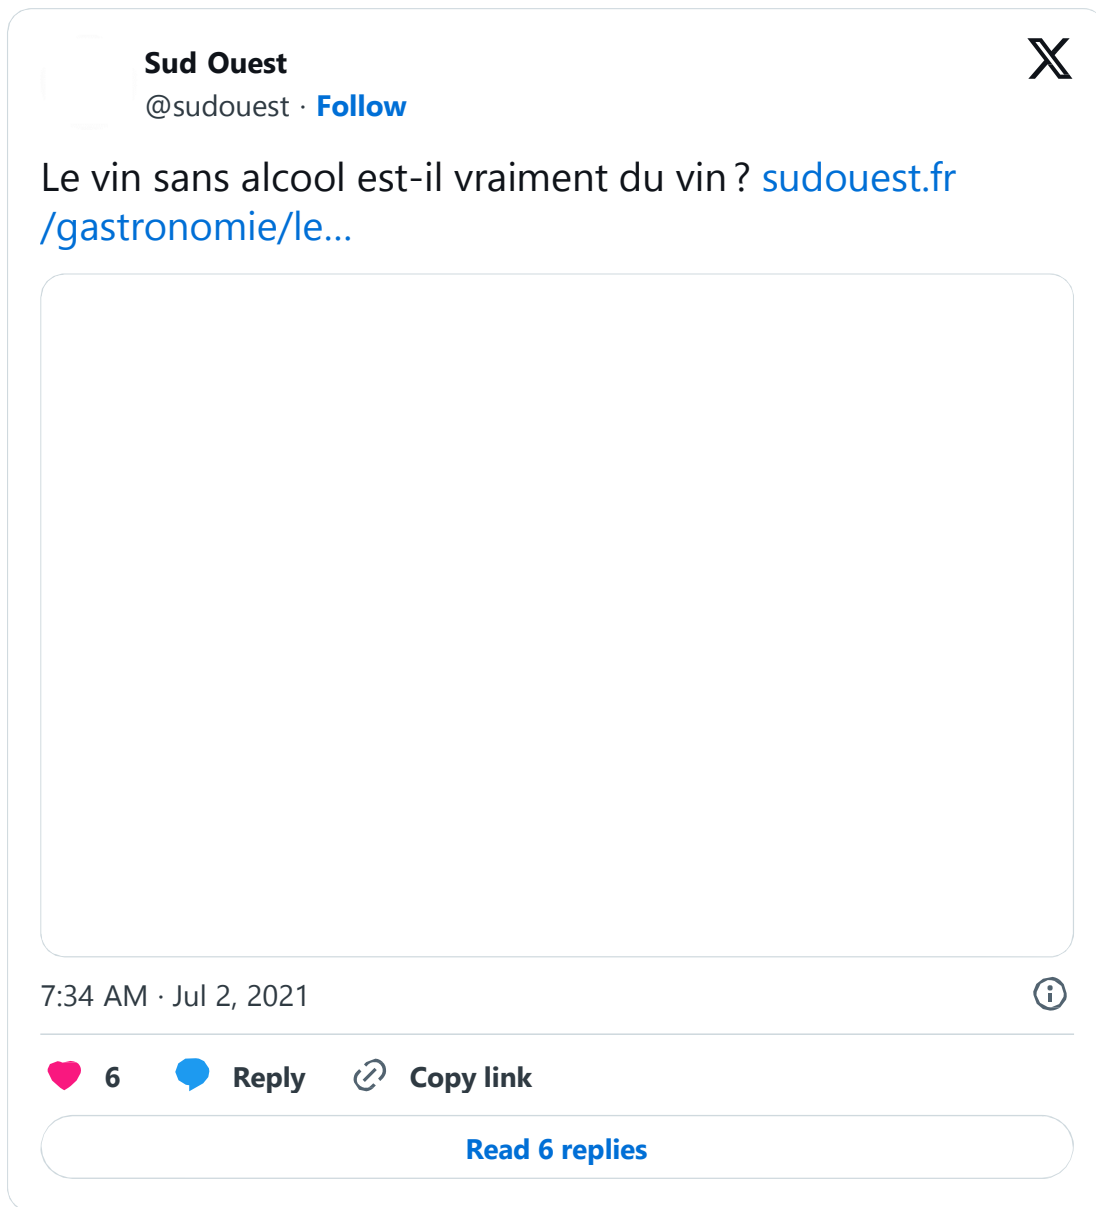 Sud Ouest
@sudouest · Follow
Le vin sans alcool est-il vraiment du vin ? sudouest.fr
/gastronomie/le...
7:34 AM · Jul 2, 2021
6 Reply Copy link
Read 6 replies